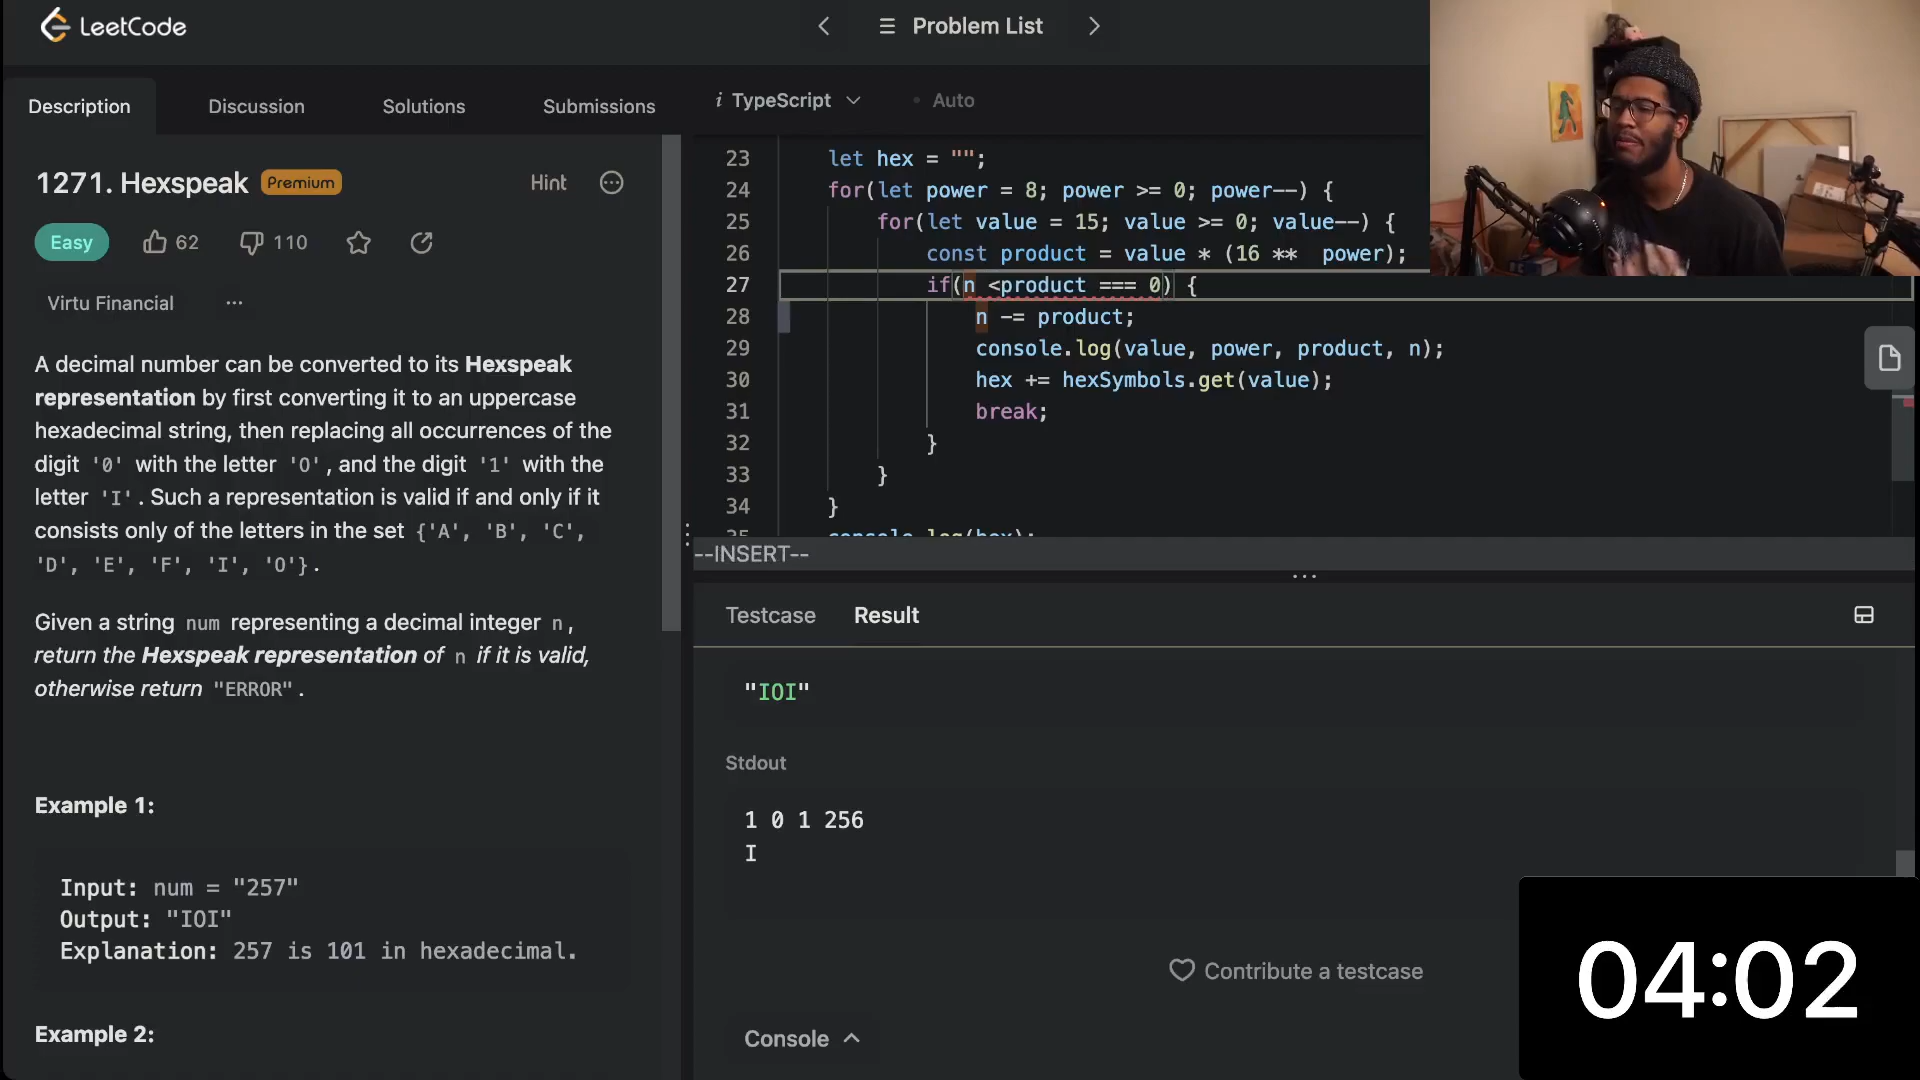 LeetCode
Problem List
Description
Discussion
Solutions
Submissions
1271. Hexspeak
Premium
Hint
Easy
62
110
Virtu Financial
...
A decimal number can be converted to its Hexspeak
representation by first converting it to an uppercase
hexadecimal string, then replacing all occurrences of the
digit '0' with the letter 'O', and the digit '1' with the
letter 'I'. Such a representation is valid if and only if it
consists only of the letters in the set {'A', 'B', 'C',
'D', 'E', 'F', 'I', 'O'}.
Given a string num representing a decimal integer n,
return the Hexspeak representation of n if it is valid,
otherwise return "ERROR".
Example 1:
Input: num = "257"
Output: "IOI"
Explanation: 257 is 101 in hexadecimal.
Example 2:
i TypeScript
Auto
23 let hex = "";
24 for(let power = 8; power >= 0; power--) {
25 for(let value = 15; value >= 0; value--) {
26 const product = value * (16 ** power);
27 if(n <product === 0) {
28 n -= product;
29 console.log(value, power, product, n);
30 hex += hexSymbols.get(value);
31 break;
32 }
33 }
34 }
35 console.log(hex);
--INSERT--
Testcase
Result
"IOI"
Stdout
1 0 1 256
I
Contribute a testcase
Console
04:02